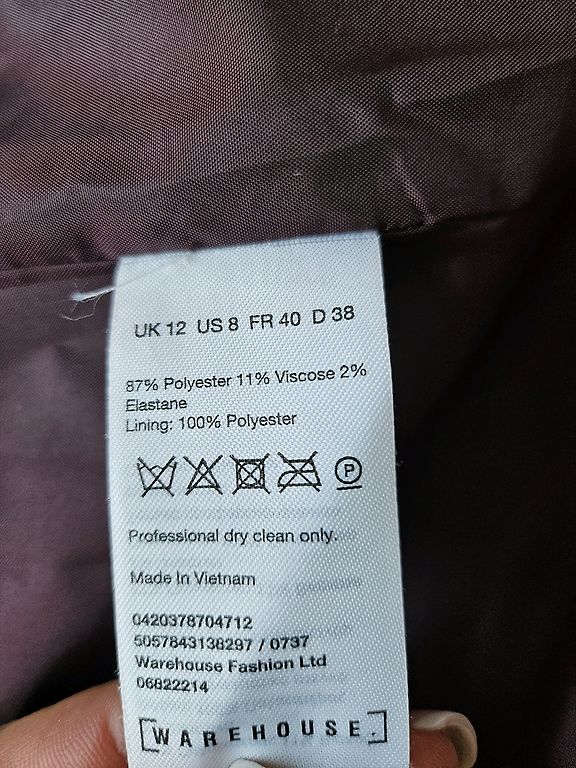 UK 12 US 8 FR 40 D 38
87% Polyester 11% Viscose 2%
Elastane
Lining: 100% Polyester
P
Professional dry clean only.
Made In Vietnam
0420378704712
5057843138297 / 0737
Warehouse Fashion Ltd
06822214
[WAREHOUSE.]